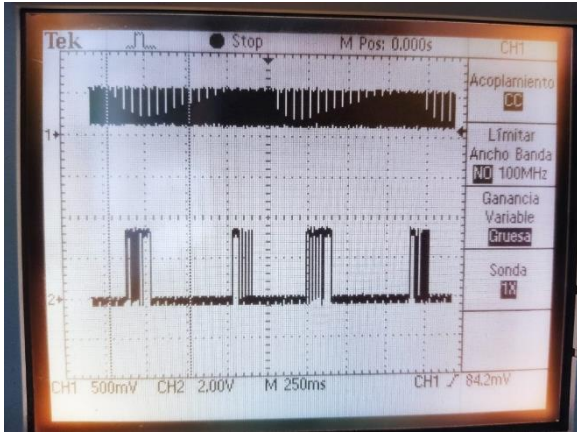 Tek
Stop
M Pos: 0.000s
CH1
Acoplamiento
CC
Límitar
Ancho Banda
NO 100MHz
Ganancia
Variable
Gruesa
Sonda
1X
1
2
CH1 500mV CH2 2.00V M 250ms CH1 84.2mV